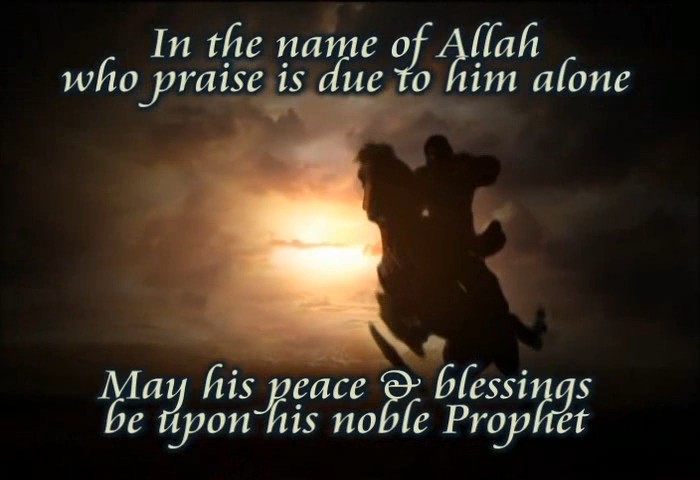 In the name of Allah
who praise is due to him alone
May his peace & blessings
be upon his noble Prophet